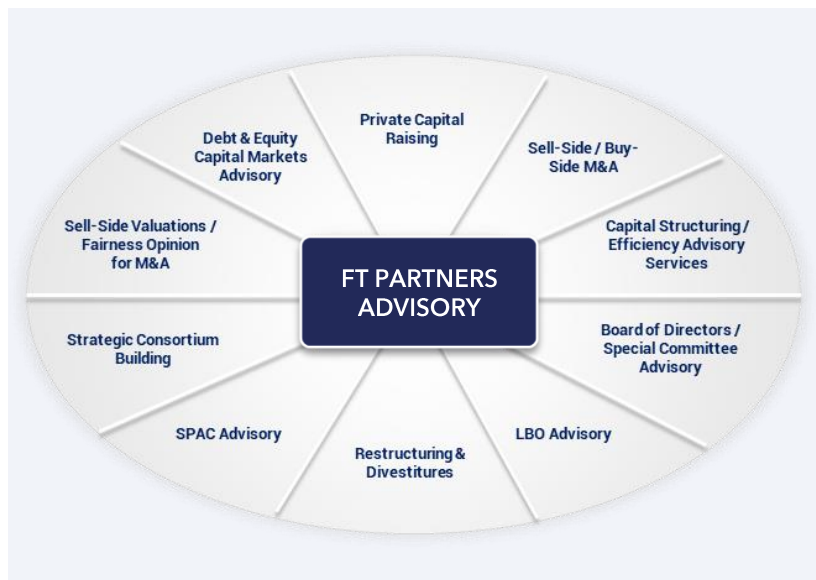 Private Capital
Raising
Sell-Side / Buy-
Side M&A
Capital Structuring /
Efficiency Advisory
Services
Board of Directors /
Special Committee
Advisory
LBO Advisory
Restructuring &
Divestitures
SPAC Advisory
Strategic Consortium
Building
Sell-Side Valuations /
Fairness Opinion
for M&A
Debt & Equity
Capital Markets
Advisory
FT PARTNERS
ADVISORY